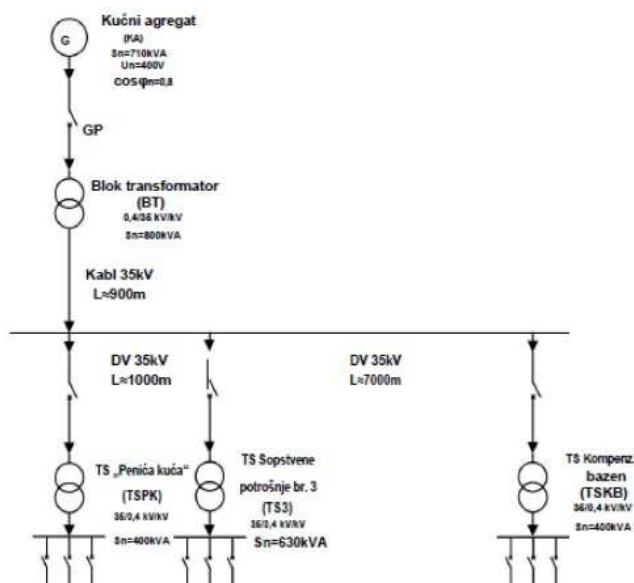 Kućni agregat
G
(KA)
Sn=710kVA
Un=400V
COSφn=0,8
GP
Blok transformator
(BT)
0,4/35 kV/kV
Sn=800kVA
Kabl 35kV
L≈900m
DV 35kV
L≈1000m
DV 35kV
L≈7000m
TS „Penića kuća“
(TSPK)
35/0,4 kV/kV
Sn=400kVA
TS Sopstvene
potrošnje br. 3
(TS3)
35/0,4 kV/kV
Sn=630kVA
TS Kompenz.
bazen
(TSKB)
35/0,4 kV/kV
Sn=400kVA